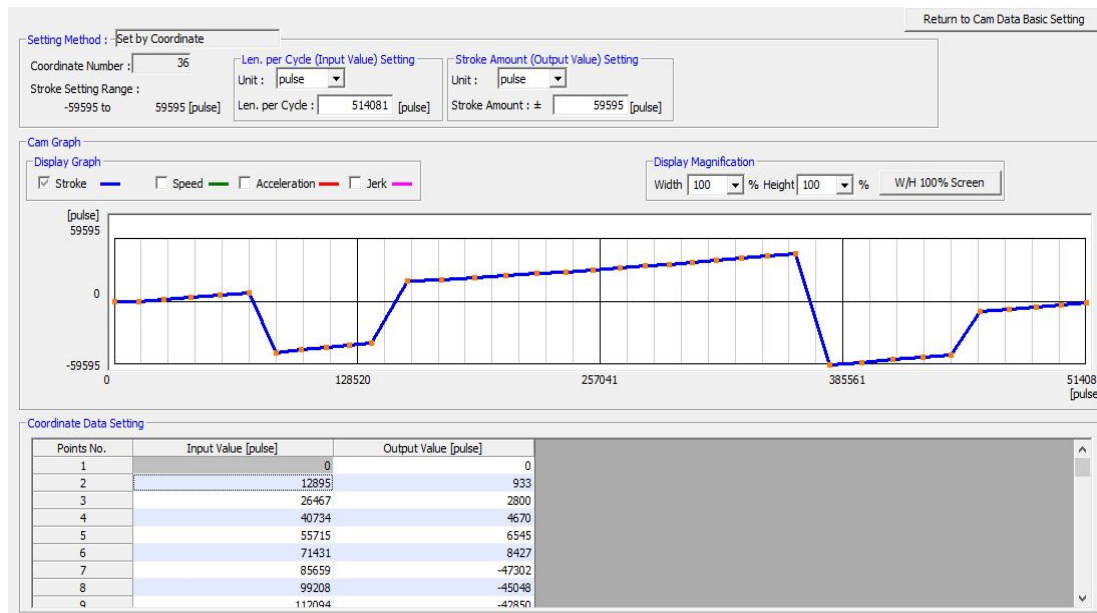 Return to Cam Data Basic Setting
Setting Method : Set by Coordinate
Coordinate Number : 36
Stroke Setting Range :
-59595 to 59595 [pulse]
Len. per Cycle (Input Value) Setting
Unit : pulse
Len. per Cycle : 514081 [pulse]
Stroke Amount (Output Value) Setting
Unit : pulse
Stroke Amount : ± 59595 [pulse]
Cam Graph
Display Graph
Stroke Speed Acceleration Jerk
Display Magnification
Width 100 % Height 100 % W/H 100% Screen
[pulse]
59595
0
-59595
0 128520 257041 385561 51408
[pulse
Coordinate Data Setting
Points No. Input Value [pulse] Output Value [pulse]
1 0 0
2 12895 933
3 26467 2800
4 40734 4670
5 55715 6545
6 71431 8427
7 85659 -47302
8 99208 -45048
9 112094 -42850